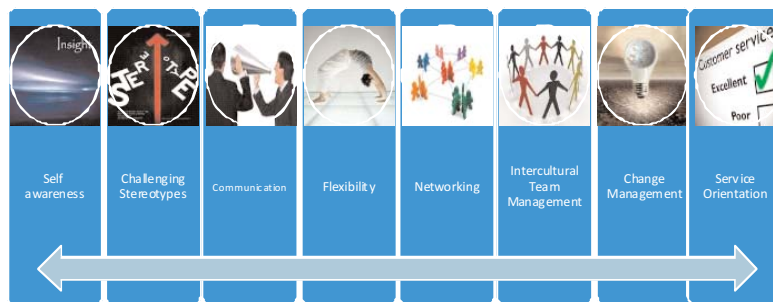 Insight
STEREOTYPE
Customer service
Excellent
Poor
Self
awareness
Challenging
Stereotypes
Communication
Flexibility
Networking
Intercultural
Team
Management
Change
Management
Service
Orientation